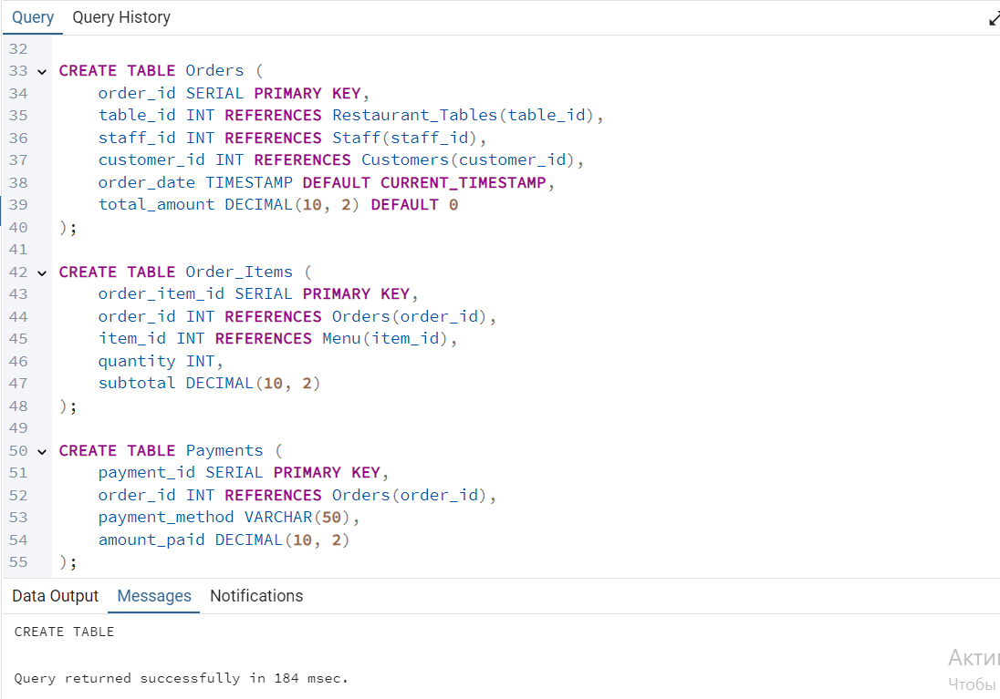 Query Query History
32
33 CREATE TABLE Orders (
34 order_id SERIAL PRIMARY KEY,
35 table_id INT REFERENCES Restaurant_Tables(table_id),
36 staff_id INT REFERENCES Staff(staff_id),
37 customer_id INT REFERENCES Customers(customer_id),
38 order_date TIMESTAMP DEFAULT CURRENT_TIMESTAMP,
39 total_amount DECIMAL(10, 2) DEFAULT 0
40 );
41
42 CREATE TABLE Order_Items (
43 order_item_id SERIAL PRIMARY KEY,
44 order_id INT REFERENCES Orders(order_id),
45 item_id INT REFERENCES Menu(item_id),
46 quantity INT,
47 subtotal DECIMAL(10, 2)
48 );
49
50 CREATE TABLE Payments (
51 payment_id SERIAL PRIMARY KEY,
52 order_id INT REFERENCES Orders(order_id),
53 payment_method VARCHAR(50),
54 amount_paid DECIMAL(10, 2)
55 );
Data Output Messages Notifications
CREATE TABLE
Query returned successfully in 184 msec.
Чтобы